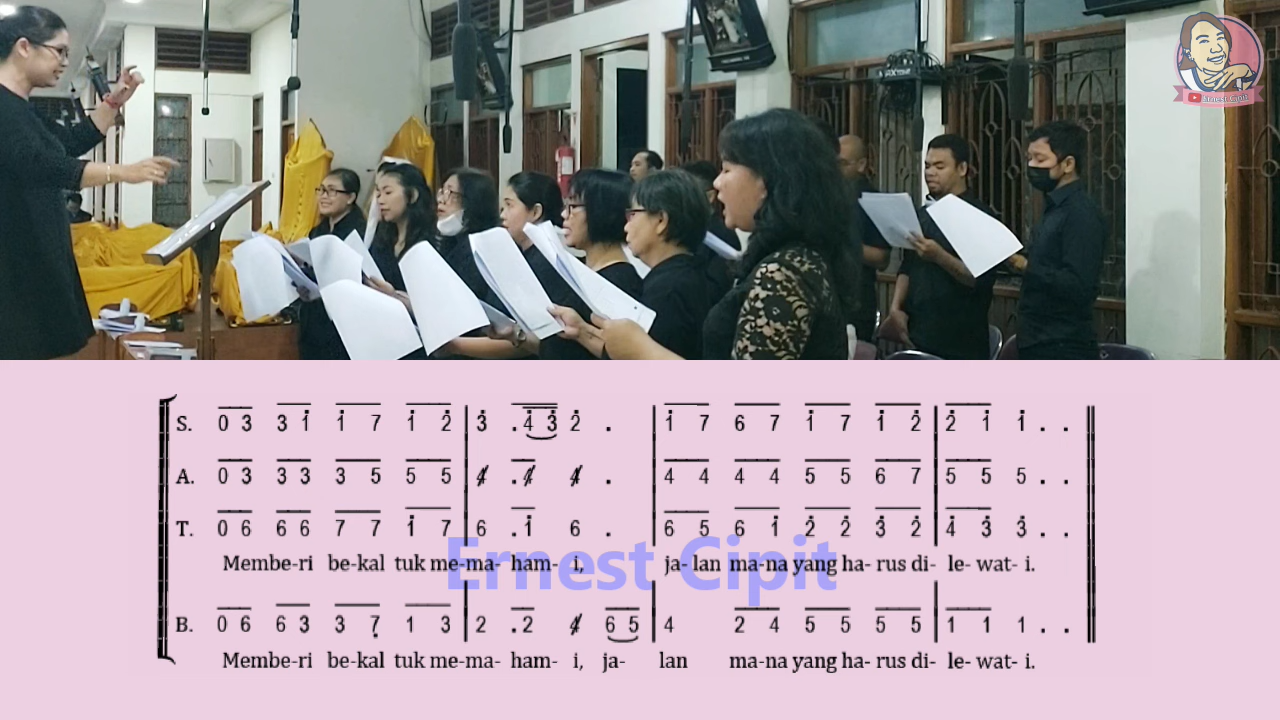 Ernest Cipit
S. 0 3 3 1̇ 1̇ 7 1̇ 2̇ | 3̇ . 4̇ 3̇ 2̇ . | 1̇ 7 6 7 1̇ 7 1̇ 2̇ | 2̇ 1̇ 1̇ . .
A. 0 3 3 3 3 5 5 5 | 4̸ . 4̸ 4̸ . | 4 4 4 4 5 5 6 7 | 5 5 5 . .
T. 0 6 6 6 7 7 1̇ 7 | 6 . 1̇ 6 . | 6 5 6 1̇ 2̇ 2̇ 3̇ 2̇ | 4̇ 3̇ 3̇ . .
Membe-ri be-kal tuk me-ma- ham- i, ja- lan ma-na yang ha- rus di- le- wat- i.
Ernest Cipit
B. 0 6 6 3 3 7̣ 1 3 | 2 . 2 4̸ 6 5 | 4 2 4 5 5 5 5 | 1 1 1 . .
Membe-ri be-kal tuk me-ma- ham- i, ja- lan ma-na yang ha- rus di- le- wat- i.